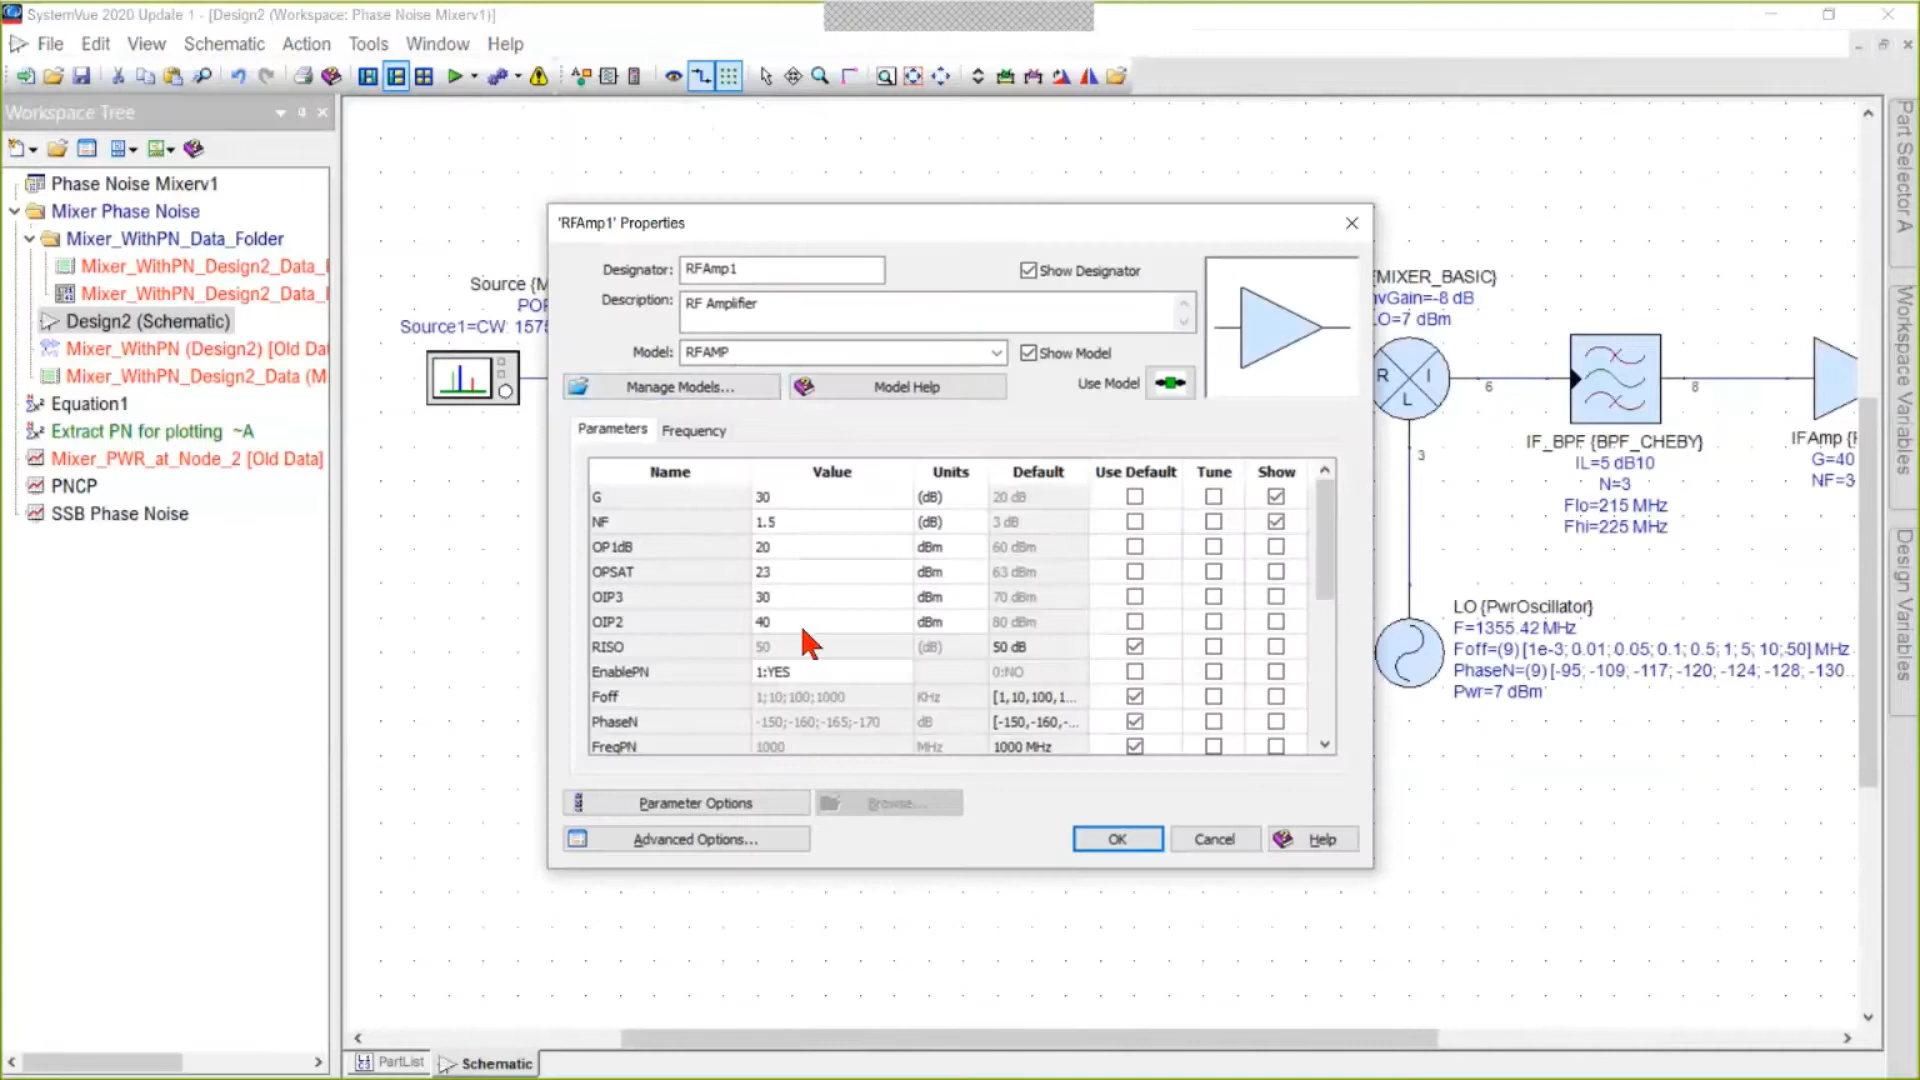 SystemVue 2020 Update 1 - [Design2 (Workspace: Phase Noise Mixerv1)]
File Edit View Schematic Action Tools Window Help
Workspace Tree
Phase Noise Mixerv1
Mixer Phase Noise
Mixer_WithPN_Data_Folder
Mixer_WithPN_Design2_Data_
Mixer_WithPN_Design2_Data_
Design2 (Schematic)
Mixer_WithPN (Design2) [Old Da
Mixer_WithPN_Design2_Data (M
Equation1
Extract PN for plotting ~A
Mixer_PWR_at_Node_2 [Old Data]
PNCP
SSB Phase Noise
Source {M
POR
Source1=CW: 1575
'RFAmp1' Properties
Designator: RFAmp1 Show Designator
Description: RF Amplifier
Model: RFAMP Show Model
Manage Models... Model Help Use Model
Parameters Frequency
Name Value Units Default Use Default Tune Show
G 30 (dB) 20 dB
NF 1.5 (dB) 3 dB
OP1dB 20 dBm 60 dBm
OPSAT 23 dBm 63 dBm
OIP3 30 dBm 70 dBm
OIP2 40 dBm 80 dBm
RISO 50 (dB) 50 dB
EnablePN 1:YES 0:NO
Foff 1;10;100;1000 KHz [1,10,100,1...
PhaseN -150;-160;-165;-170 dB [-150,-160,-...
FreqPN 1000 MHz 1000 MHz
Parameter Options Browse...
Advanced Options... OK Cancel Help
{MIXER_BASIC}
nvGain=-8 dB
LO=7 dBm
R I
L
6
8
3
IF_BPF {BPF_CHEBY}
IL=5 dB10
N=3
Flo=215 MHz
Fhi=225 MHz
IFAmp {F
G=40
NF=3
LO {PwrOscillator}
F=1355.42 MHz
Foff=(9) [1e-3; 0.01; 0.05; 0.1; 0.5; 1; 5; 10; 50] MHz
PhaseN=(9) [-95; -109; -117; -120; -124; -128; -130...
Pwr=7 dBm
Part Selector A
Workspace Variables
Design Variables
PartList Schematic